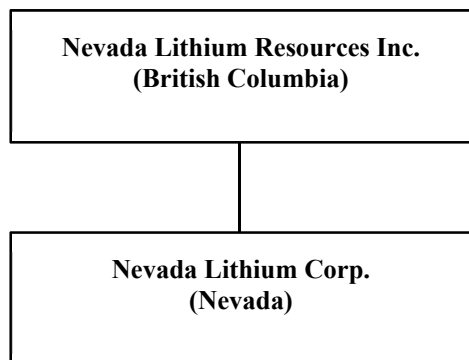 Nevada Lithium Resources Inc.
(British Columbia)
Nevada Lithium Corp.
(Nevada)